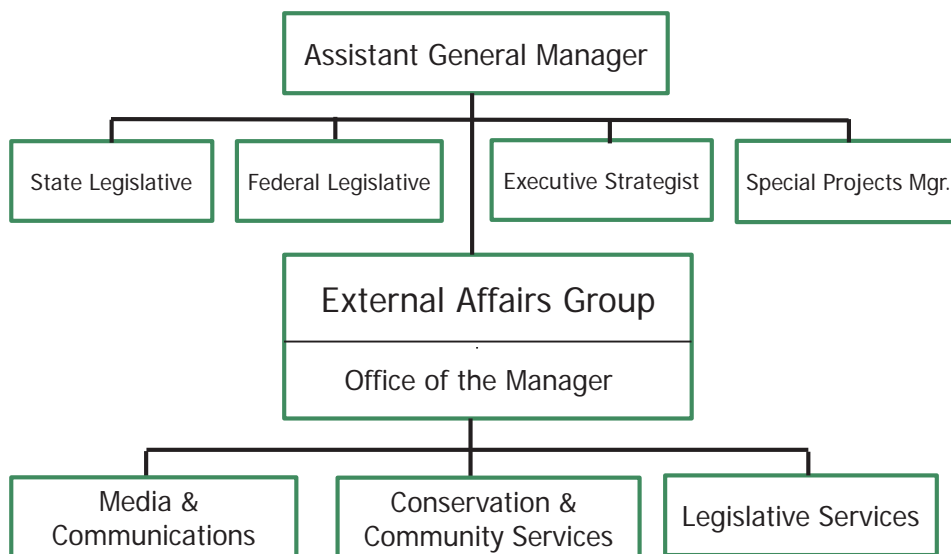 Assistant General Manager
State Legislative
Federal Legislative
Executive Strategist
Special Projects Mgr.
External Affairs Group
Office of the Manager
Media &
Communications
Conservation &
Community Services
Legislative Services